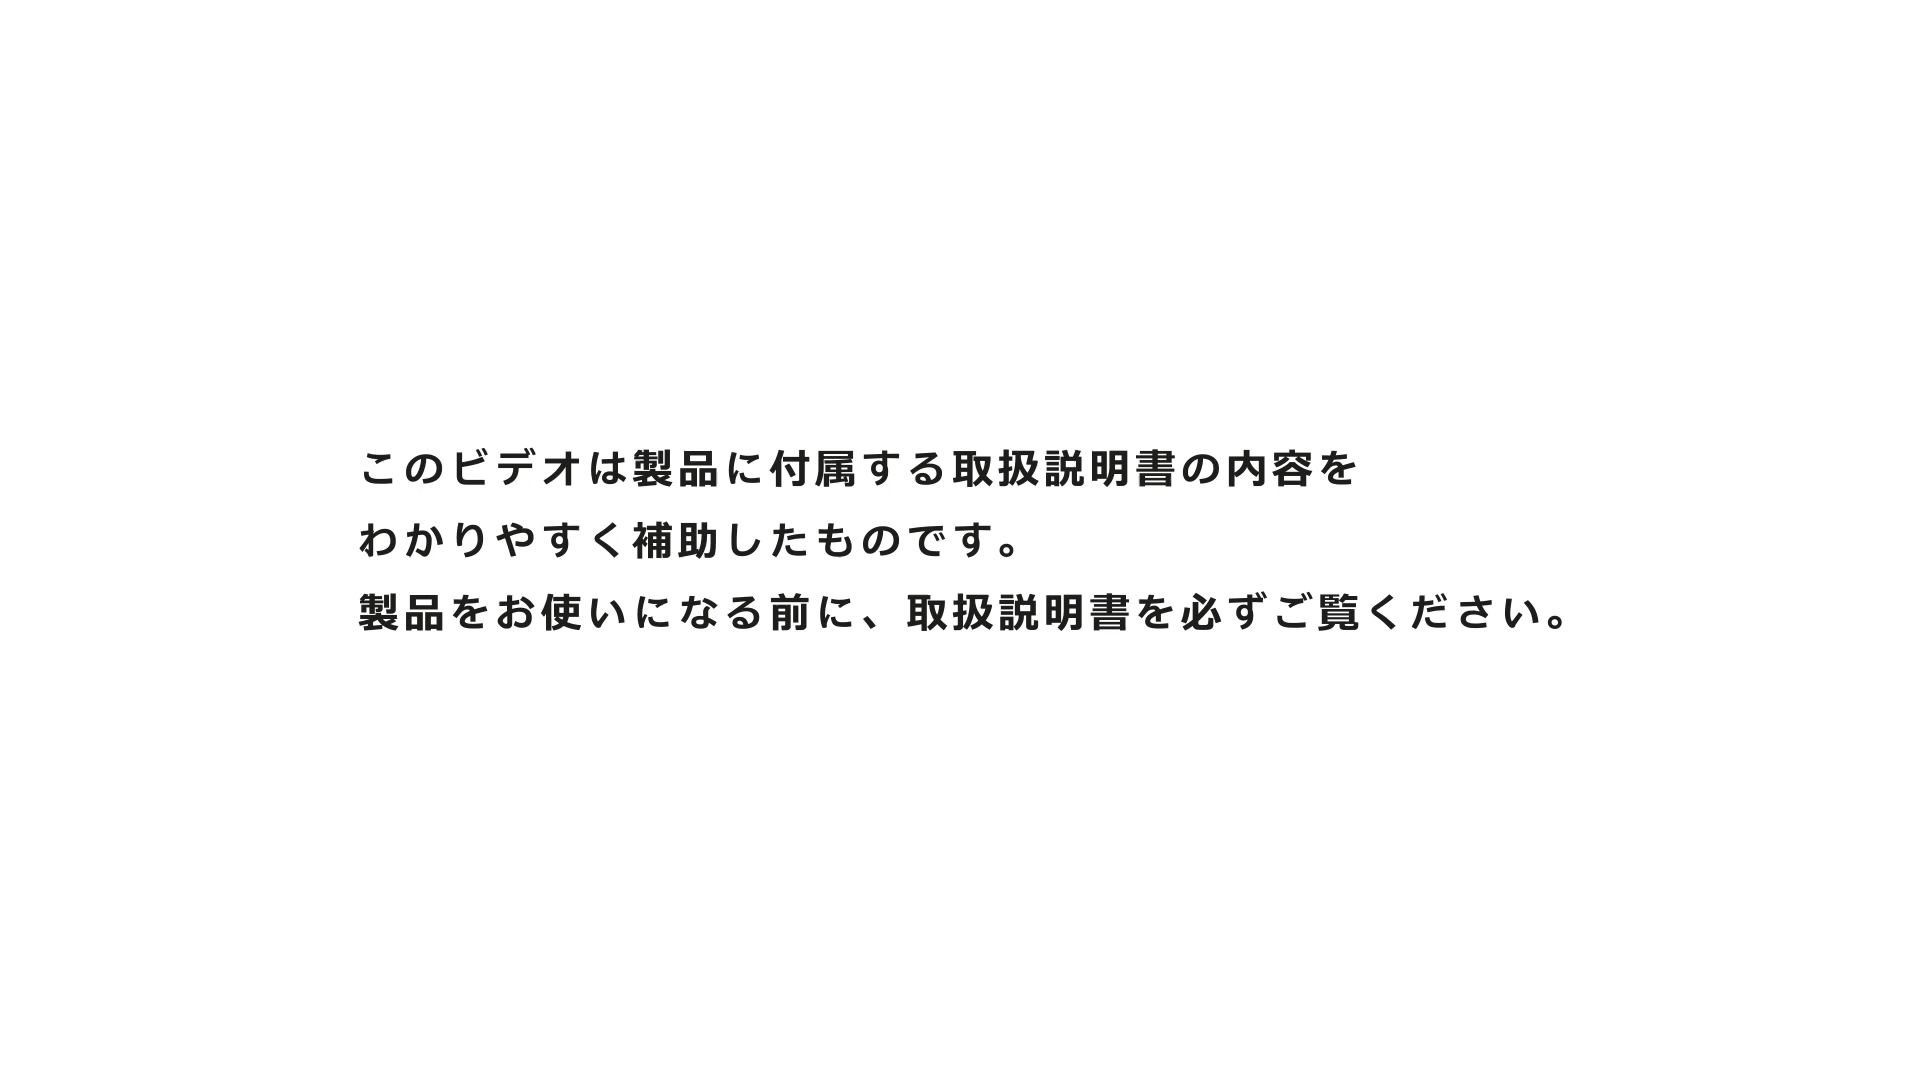 このビデオは製品に付属する取扱説明書の内容を
わかりやすく補助したものです。
製品をお使いになる前に、取扱説明書を必ずご覧ください。